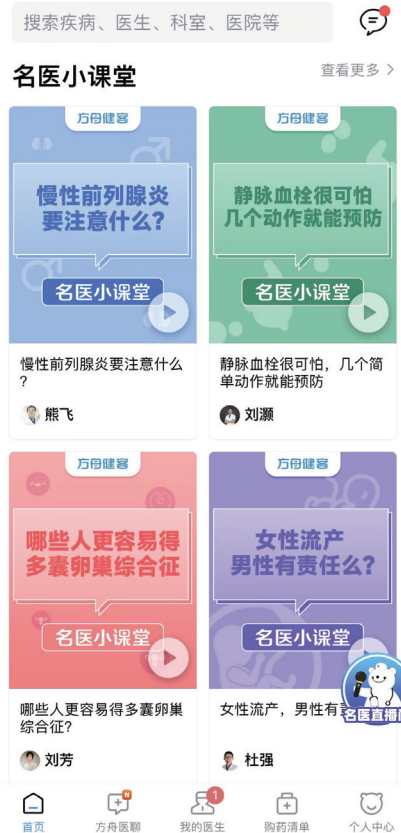 搜索疾病、医生、科室、医院等
名医小课堂
查看更多
方舟健客
慢性前列腺炎
要注意什么?
名医小课堂
慢性前列腺炎要注意什么
?
熊飞
方舟健客
静脉血栓很可怕
几个动作就能预防
名医小课堂
静脉血栓很可怕，几个简
单动作就能预防
刘灏
方舟健客
哪些人更容易得
多囊卵巢综合征
名医小课堂
哪些人更容易得多囊卵巢
综合征?
刘芳
方舟健客
女性流产
男性有责任么?
名医小课堂
女性流产，男性有
杜强
名医直播
首页
N
方舟医聊
1
我的医生
购药清单
个人中心